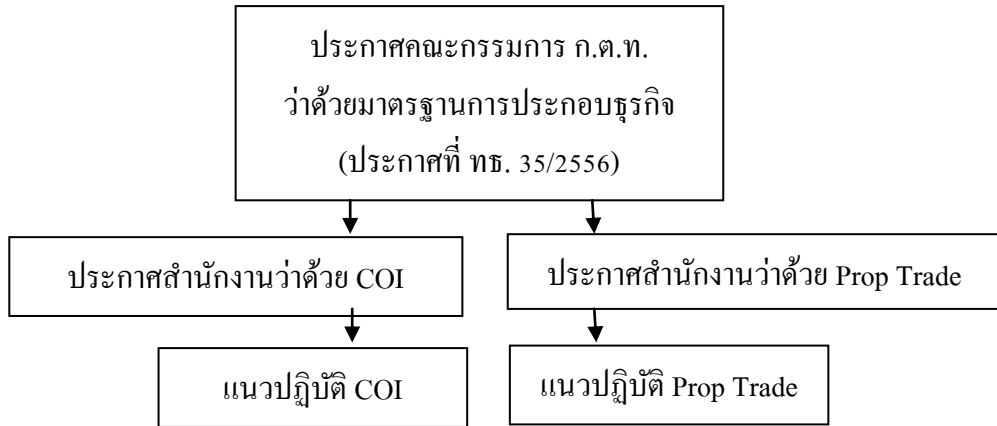 ประกาศคณะกรรมการ ก.ต.ท.
ว่าด้วยมาตรฐานการประกอบธุรกิจ
(ประกาศที่ ทธ. 35/2556)
ประกาศสำนักงานว่าด้วย COI
ประกาศสำนักงานว่าด้วย Prop Trade
แนวปฏิบัติ COI
แนวปฏิบัติ Prop Trade